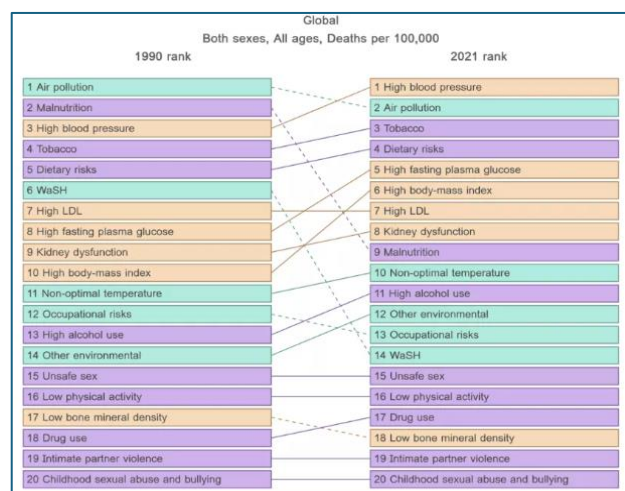 Global
Both sexes, All ages, Deaths per 100,000
1990 rank
2021 rank
1 Air pollution
2 Malnutrition
3 High blood pressure
4 Tobacco
5 Dietary risks
6 WaSH
7 High LDL
8 High fasting plasma glucose
9 Kidney dysfunction
10 High body-mass index
11 Non-optimal temperature
12 Occupational risks
13 High alcohol use
14 Other environmental
15 Unsafe sex
16 Low physical activity
17 Low bone mineral density
18 Drug use
19 Intimate partner violence
20 Childhood sexual abuse and bullying
1 High blood pressure
2 Air pollution
3 Tobacco
4 Dietary risks
5 High fasting plasma glucose
6 High body-mass index
7 High LDL
8 Kidney dysfunction
9 Malnutrition
10 Non-optimal temperature
11 High alcohol use
12 Other environmental
13 Occupational risks
14 WaSH
15 Unsafe sex
16 Low physical activity
17 Drug use
18 Low bone mineral density
19 Intimate partner violence
20 Childhood sexual abuse and bullying